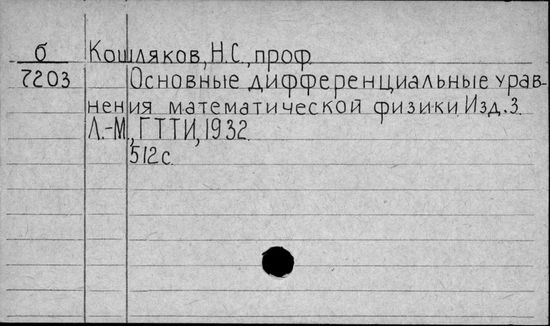 б Кошляков, Н.С., проф.
7203 Основные дифференциальные урав-
нения математической физики. Изд. 3.
Л.-М., ГТТИ, 1932.
512 с.